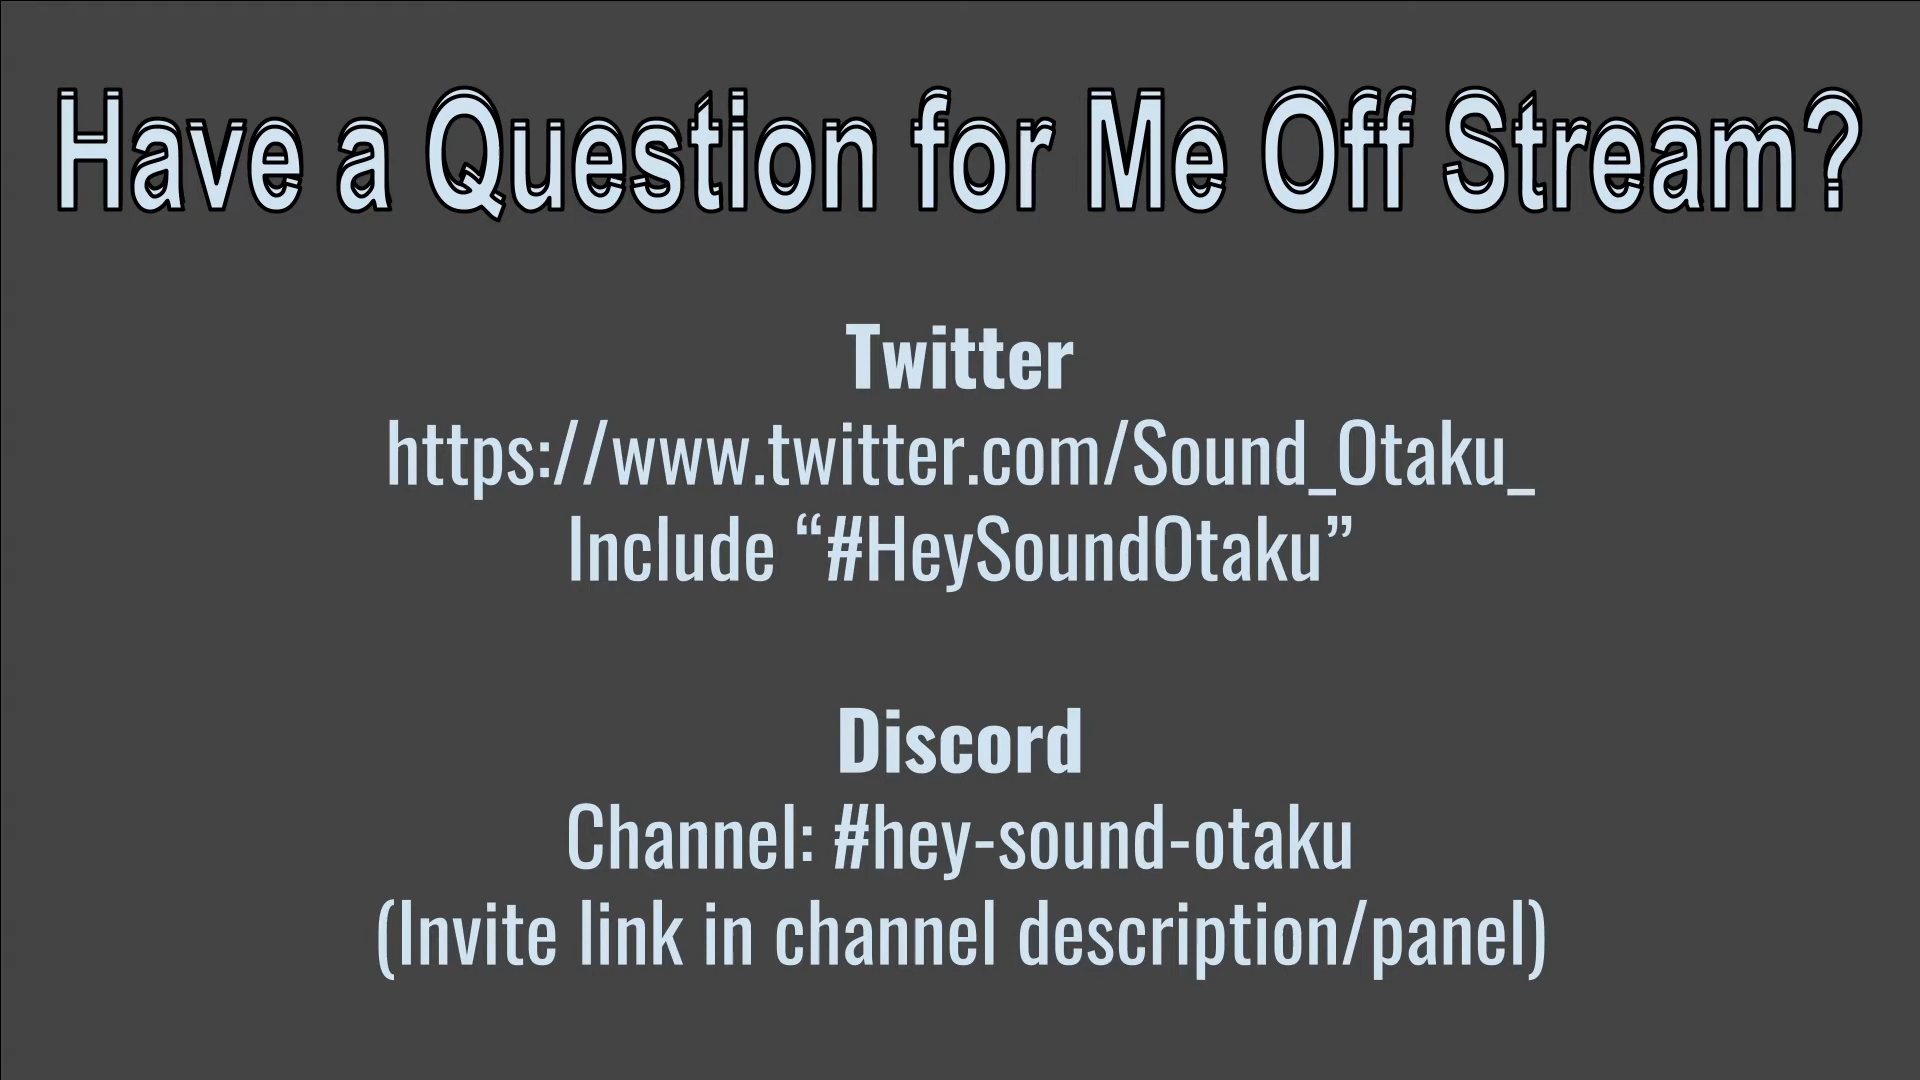 Have a Question for Me Off Stream?
Twitter
https://www.twitter.com/Sound_Otaku_
Include “#HeySoundOtaku”
Discord
Channel: #hey-sound-otaku
(Invite link in channel description/panel)